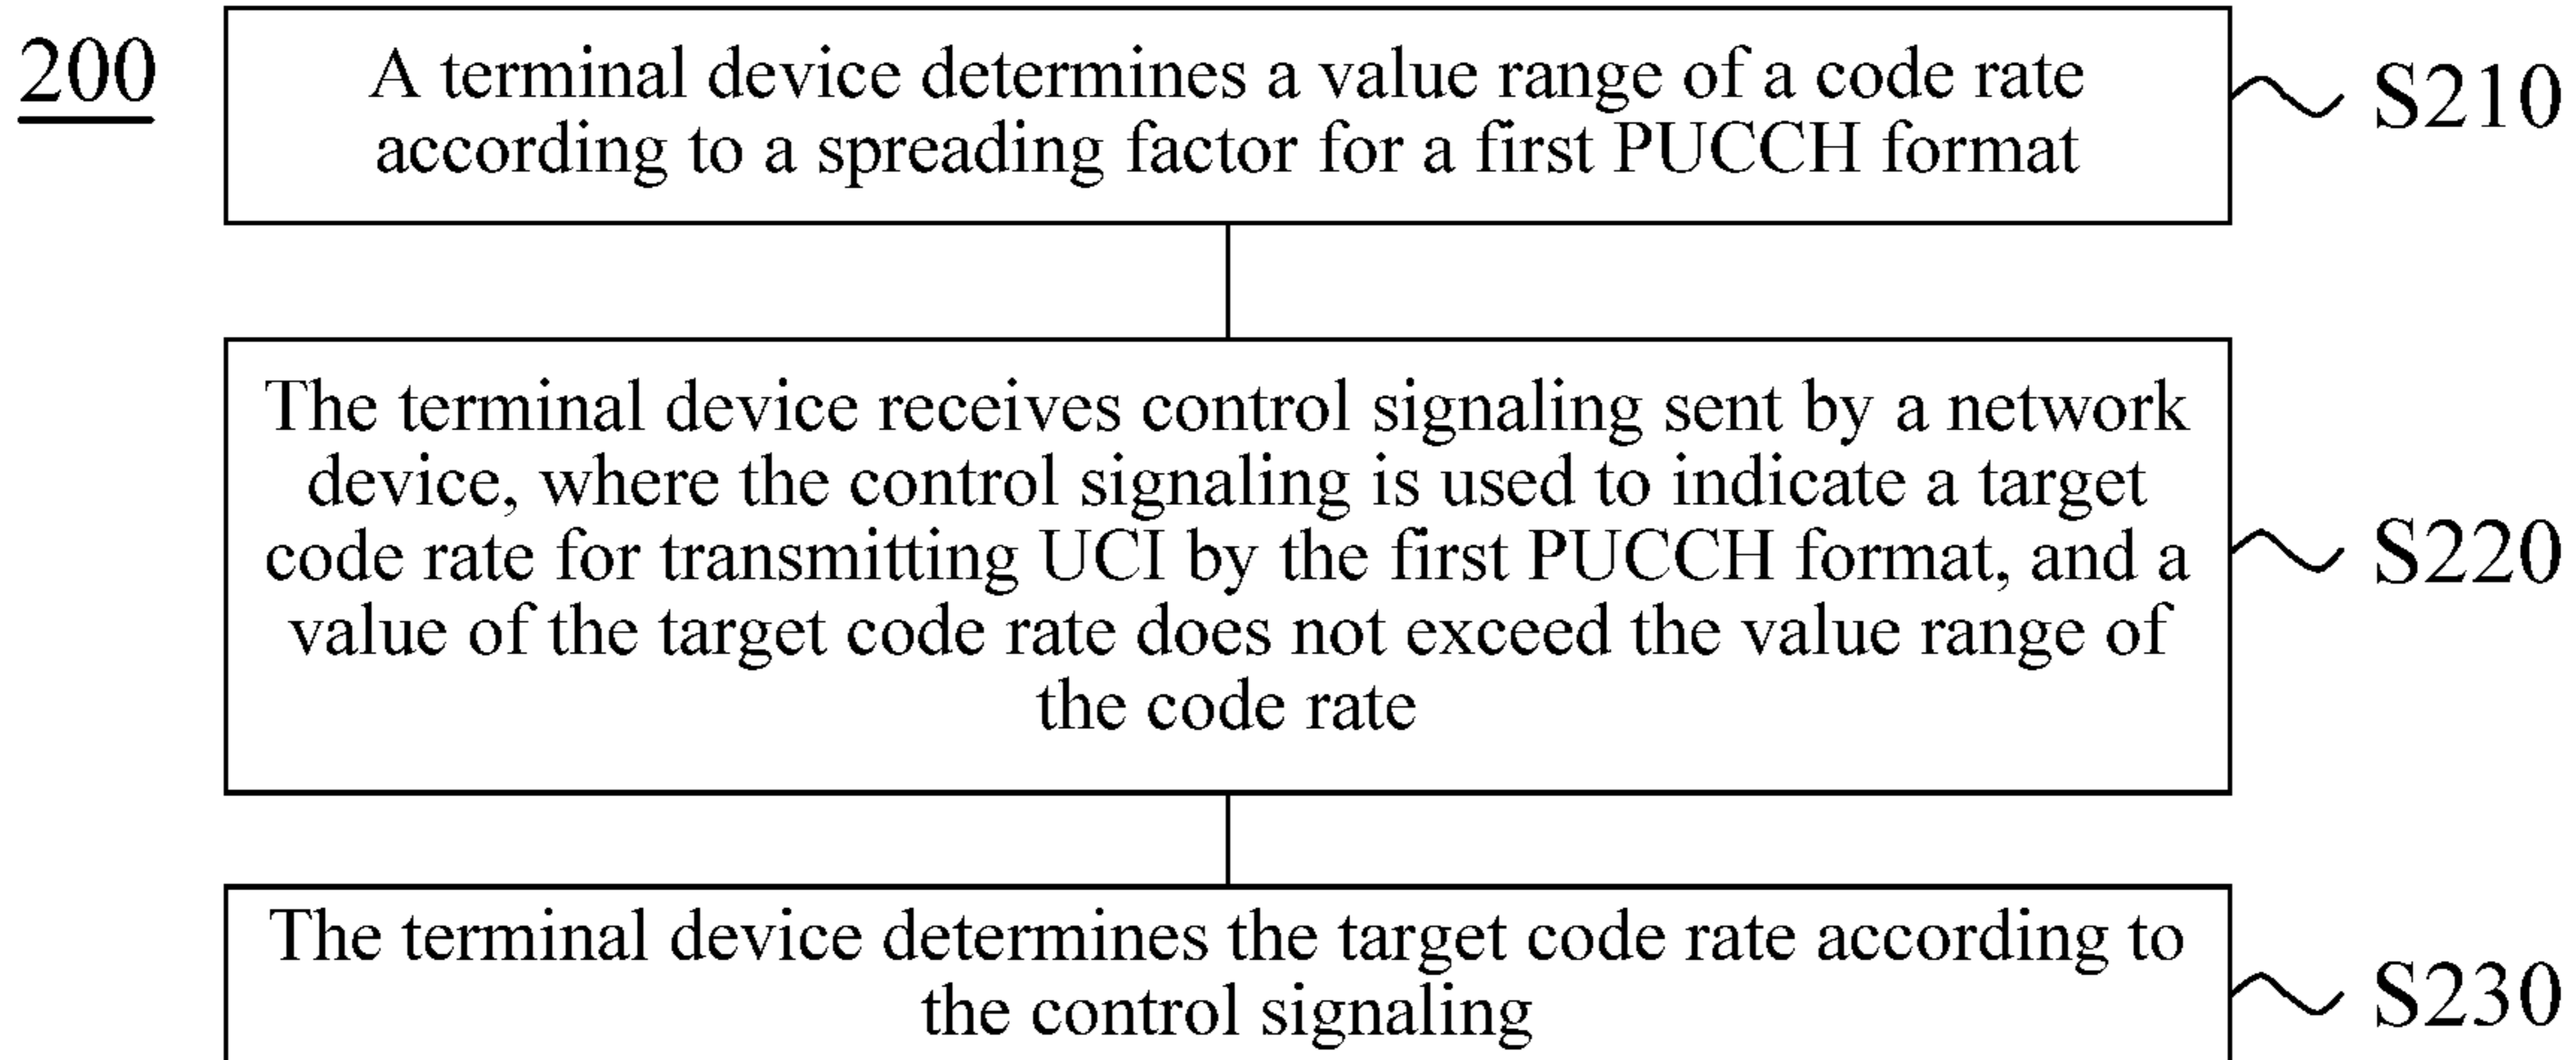 200
A terminal device determines a value range of a code rate
according to a spreading factor for a first PUCCH format
S210
The terminal device receives control signaling sent by a network
device, where the control signaling is used to indicate a target
code rate for transmitting UCI by the first PUCCH format, and a
value of the target code rate does not exceed the value range of
the code rate
S220
The terminal device determines the target code rate according to
the control signaling
S230